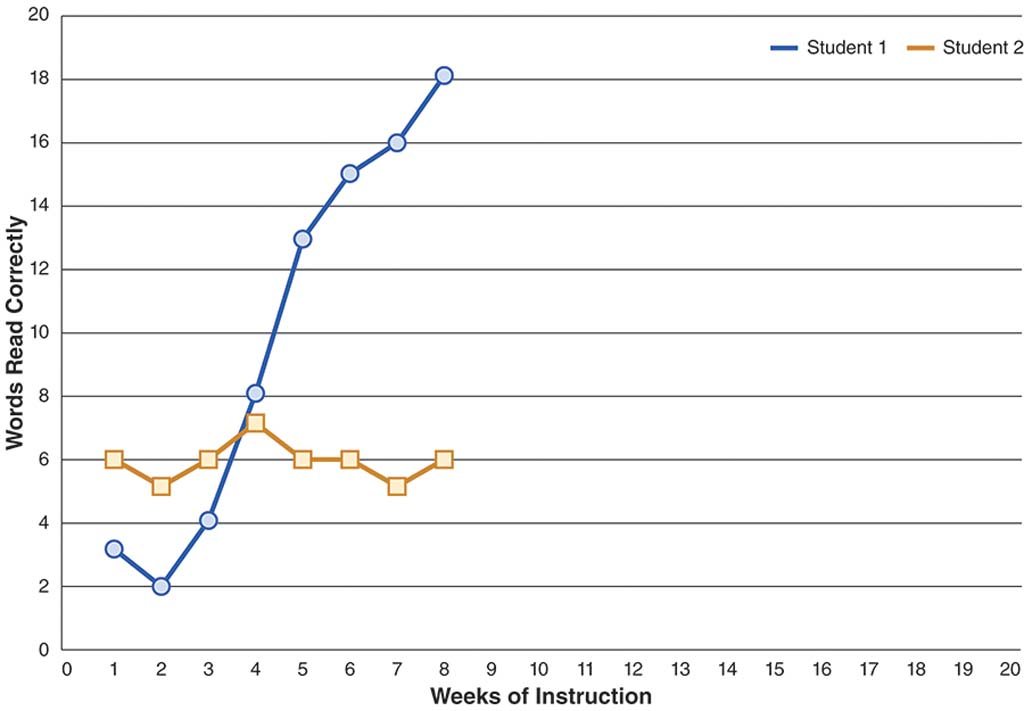 20
Student 1 Student 2
18
16
14
12
10
8
6
4
2
0
Words Read Correctly
0 1 2 3 4 5 6 7 8 9 10 11 12 13 14 15 16 17 18 19 20
Weeks of Instruction